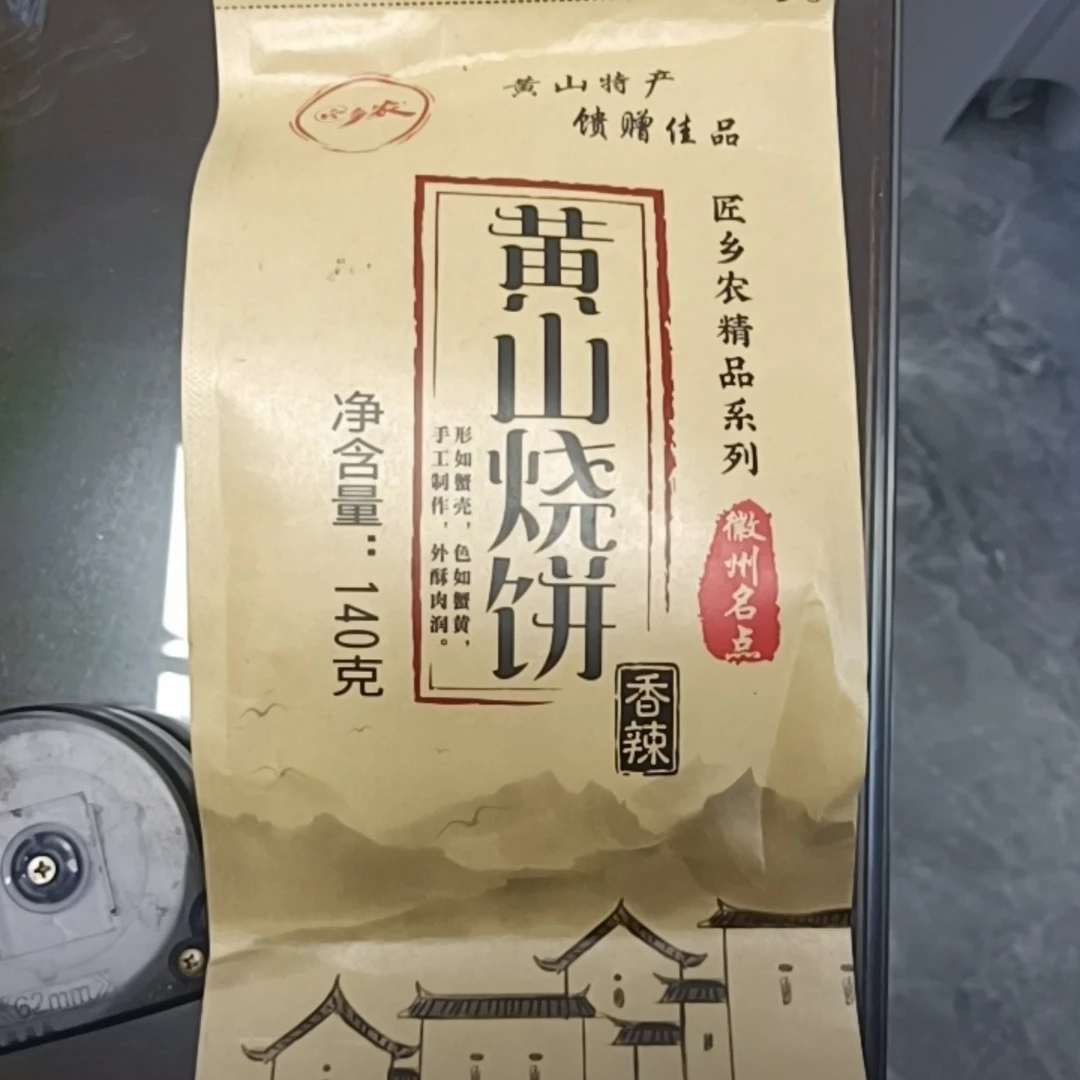 匠乡农
黄山特产
馈赠佳品
匠乡农精品系列
徽州名点
黄山烧饼
香辣
形如蟹壳，色如蟹黄，
手工制作，外酥肉润。
净含量：140克
62mm